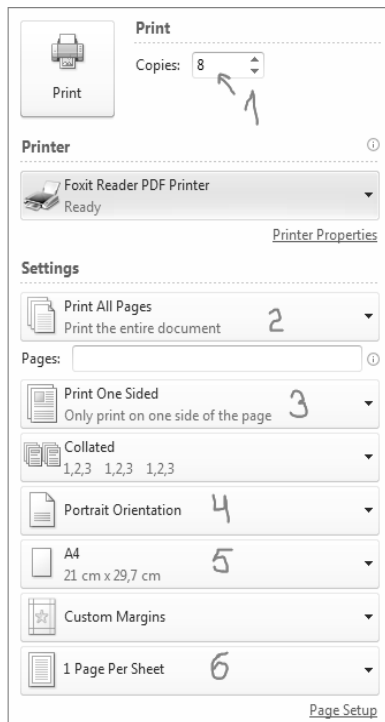 Print
Copies: 8
Print
1
Printer
Foxit Reader PDF Printer
Ready
Printer Properties
Settings
Print All Pages
Print the entire document
2
Pages:
Print One Sided
Only print on one side of the page
3
Collated
1,2,3 1,2,3 1,2,3
Portrait Orientation 4
A4
21 cm x 29,7 cm
5
Custom Margins
1 Page Per Sheet 6
Page Setup